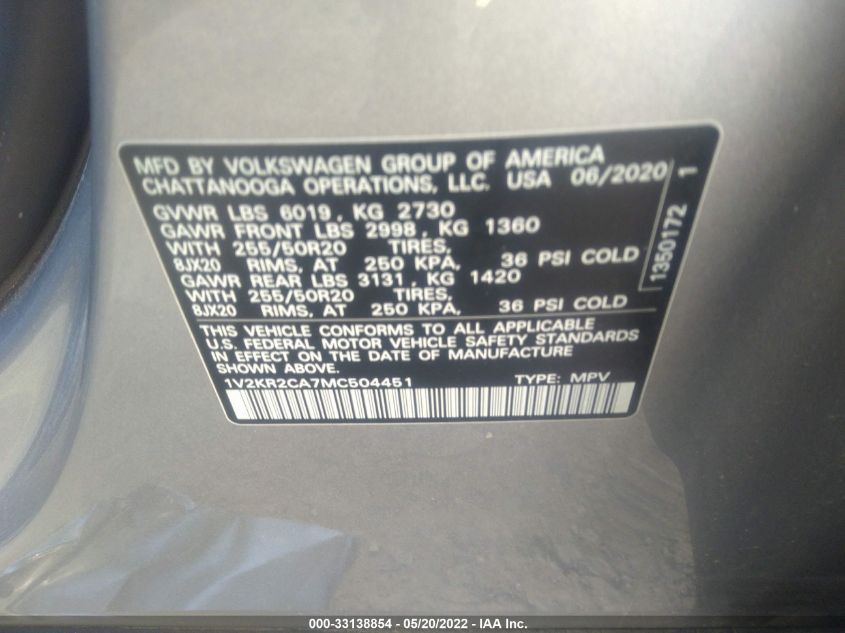 MFD BY VOLKSWAGEN GROUP OF AMERICA
CHATTANOOGA OPERATIONS, LLC. USA 06/2020
GVWR LBS 6019, KG 2730
GAWR FRONT LBS 2998, KG 1360
WITH 255/50R20 TIRES,
8JX20 RIMS, AT 250 KPA, 36 PSI COLD
GAWR REAR LBS 3131, KG 1420
WITH 255/50R20 TIRES,
8JX20 RIMS, AT 250 KPA, 36 PSI COLD
THIS VEHICLE CONFORMS TO ALL APPLICABLE
U.S. FEDERAL MOTOR VEHICLE SAFETY STANDARDS
IN EFFECT ON THE DATE OF MANUFACTURE
SHOWN ABOVE.
1V2KR2CA7MC504451 TYPE: MPV
1350172 1
000-33138854 - 05/20/2022 - IAA Inc.